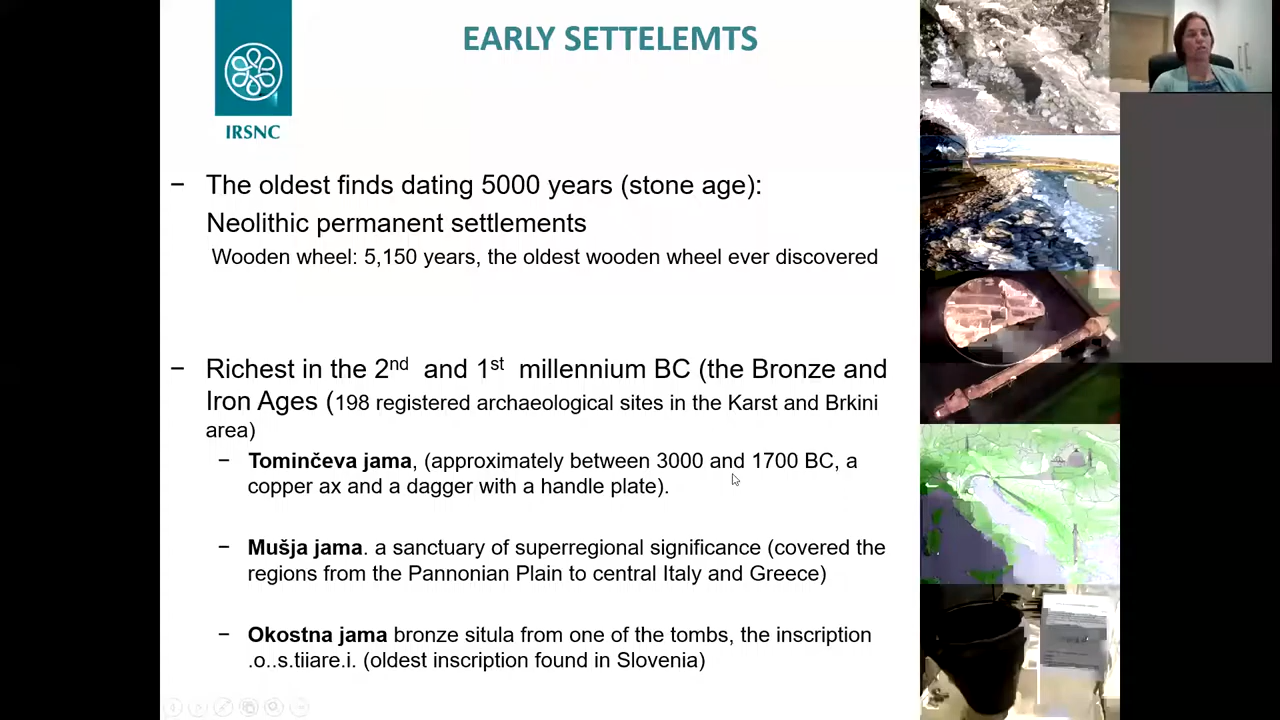 EARLY SETTELEMTS
IRSNC
− The oldest finds dating 5000 years (stone age):
Neolithic permanent settlements
Wooden wheel: 5,150 years, the oldest wooden wheel ever discovered
− Richest in the 2nd and 1st millennium BC (the Bronze and
Iron Ages (198 registered archaeological sites in the Karst and Brkini
area)
− Tominčeva jama, (approximately between 3000 and 1700 BC, a
copper ax and a dagger with a handle plate).
− Mušja jama. a sanctuary of superregional significance (covered the
regions from the Pannonian Plain to central Italy and Greece)
− Okostna jama bronze situla from one of the tombs, the inscription
.o..s.tiiare.i. (oldest inscription found in Slovenia)